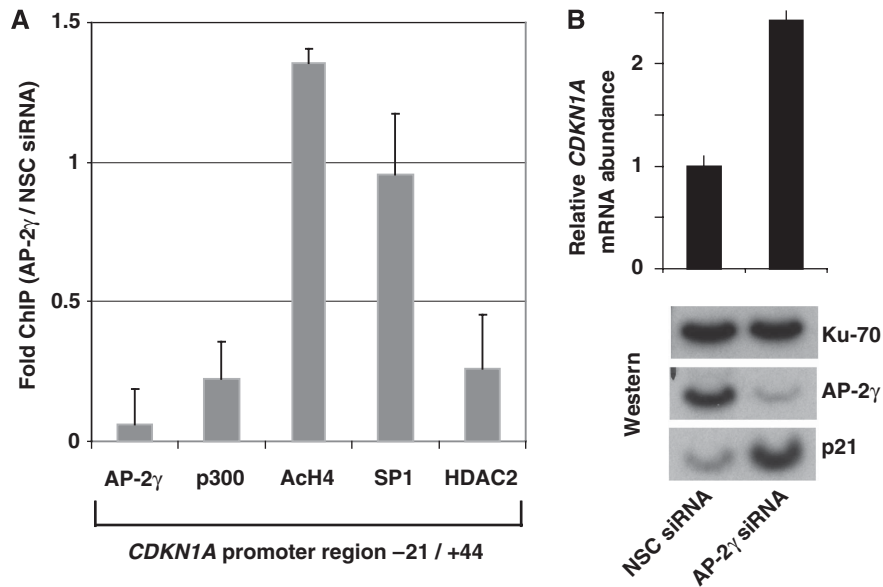 A
Fold ChIP (AP-2γ / NSC siRNA)
1.5
1
0.5
0
AP-2γ p300 AcH4 SP1 HDAC2
CDKN1A promoter region –21 / +44
B
Relative CDKN1A
mRNA abundance
2
1
0
Western
Ku-70
AP-2γ
p21
NSC siRNA
AP-2γ siRNA